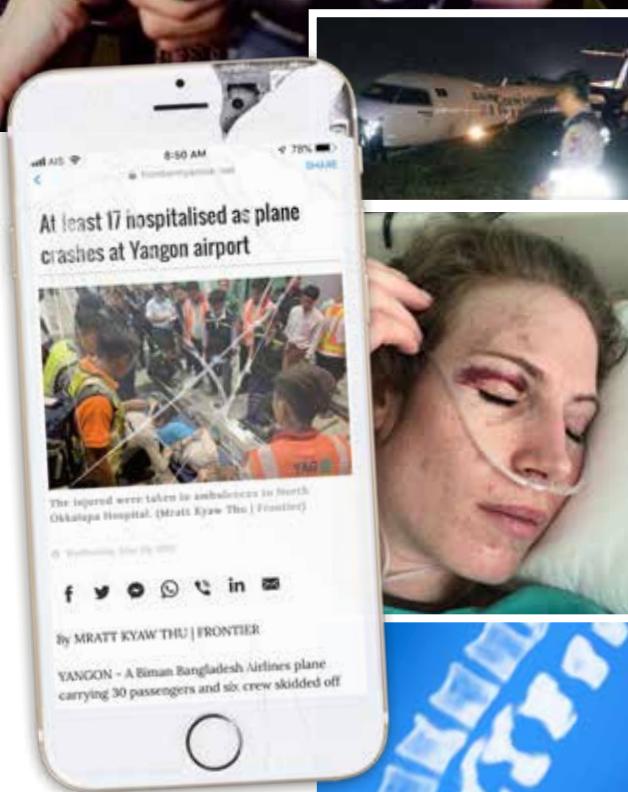 AIS
8:50 AM
78%
SHARE
At least 17 hospitalised as plane
crashes at Yangon airport
The injured were taken in ambulances to North
Okkalapa Hospital. (Mratt Kyaw Thu | Frontier)
By MRATT KYAW THU | FRONTIER
YANGON – A Biman Bangladesh Airlines plane
carrying 30 passengers and six crew skidded off